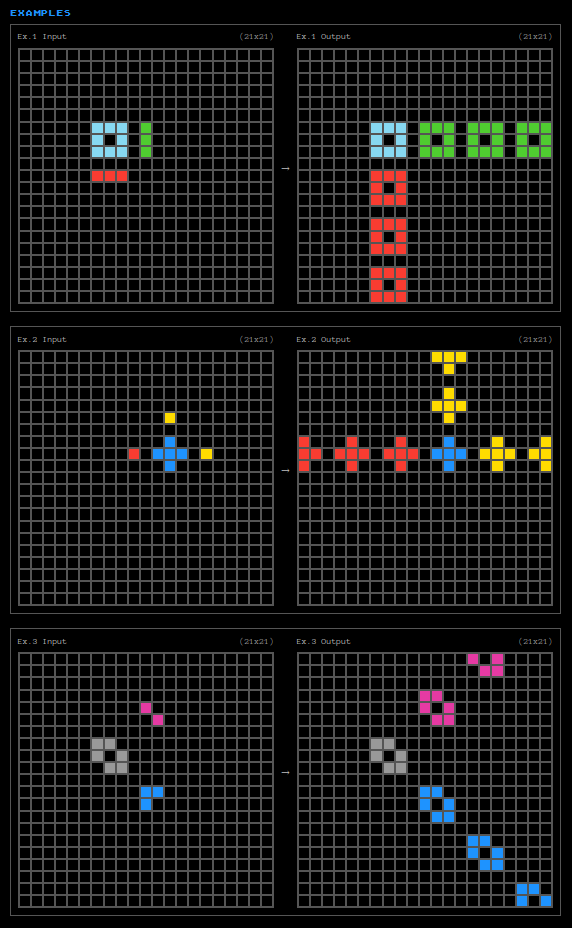 EXAMPLES
Ex.1 Input (21x21) Ex.1 Output (21x21)
→
Ex.2 Input (21x21) Ex.2 Output (21x21)
→
Ex.3 Input (21x21) Ex.3 Output (21x21)
→